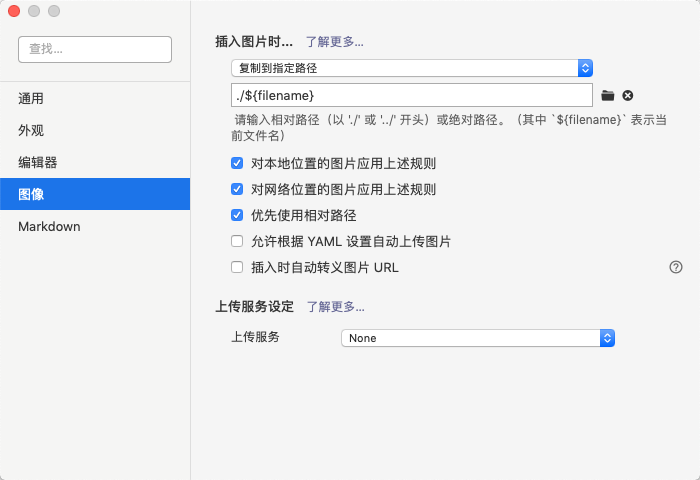 查找...
通用
外观
编辑器
图像
Markdown
插入图片时... 了解更多...
复制到指定路径
./${filename}
请输入相对路径（以 './' 或 '../' 开头）或绝对路径。（其中 `${filename}` 表示当
前文件名）
对本地位置的图片应用上述规则
对网络位置的图片应用上述规则
优先使用相对路径
允许根据 YAML 设置自动上传图片
插入时自动转义图片 URL
上传服务设定 了解更多...
上传服务 None